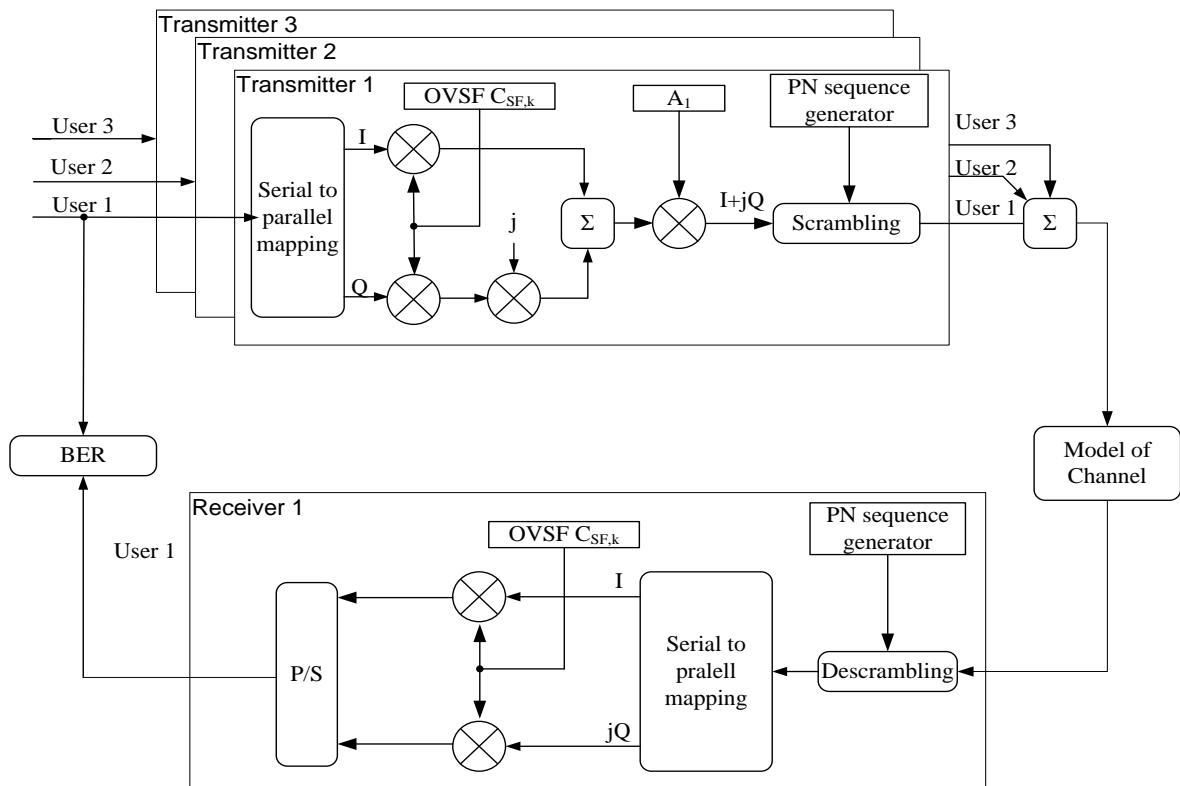 Transmitter 3
Transmitter 2
Transmitter 1
OVSF C_SF,k
A_1
PN sequence
generator
User 3
User 2
User 1
Serial to
parallel
mapping
I
Q
j
Σ
I+jQ
Scrambling
User 3
User 2
User 1
Σ
BER
Model of
Channel
Receiver 1
User 1
OVSF C_SF,k
PN sequence
generator
P/S
I
jQ
Serial to
pralell
mapping
Descrambling